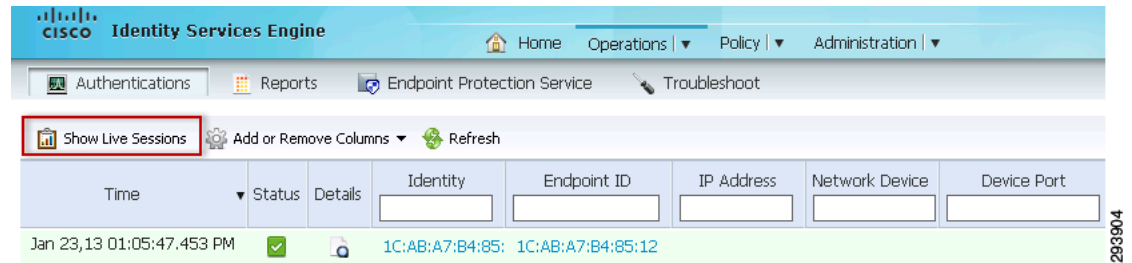 CISCO Identity Services Engine
Home Operations | ▼ Policy | ▼ Administration | ▼
Authentications Reports Endpoint Protection Service Troubleshoot
Show Live Sessions Add or Remove Columns ▼ Refresh
Time ▼ Status Details Identity Endpoint ID IP Address Network Device Device Port
Jan 23,13 01:05:47.453 PM 1C:AB:A7:B4:85: 1C:AB:A7:B4:85:12
293904